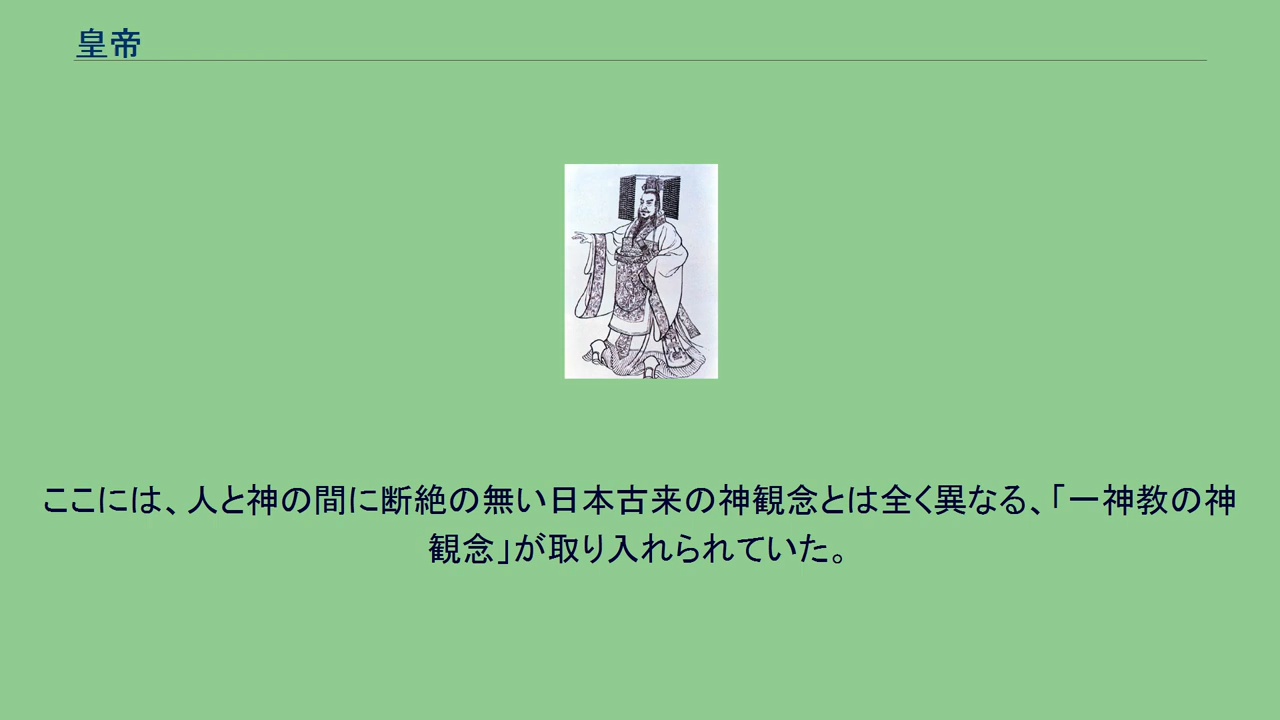 皇帝
ここには、人と神の間に断絶の無い日本古来の神観念とは全く異なる、「一神教の神
観念」が取り入れられていた。